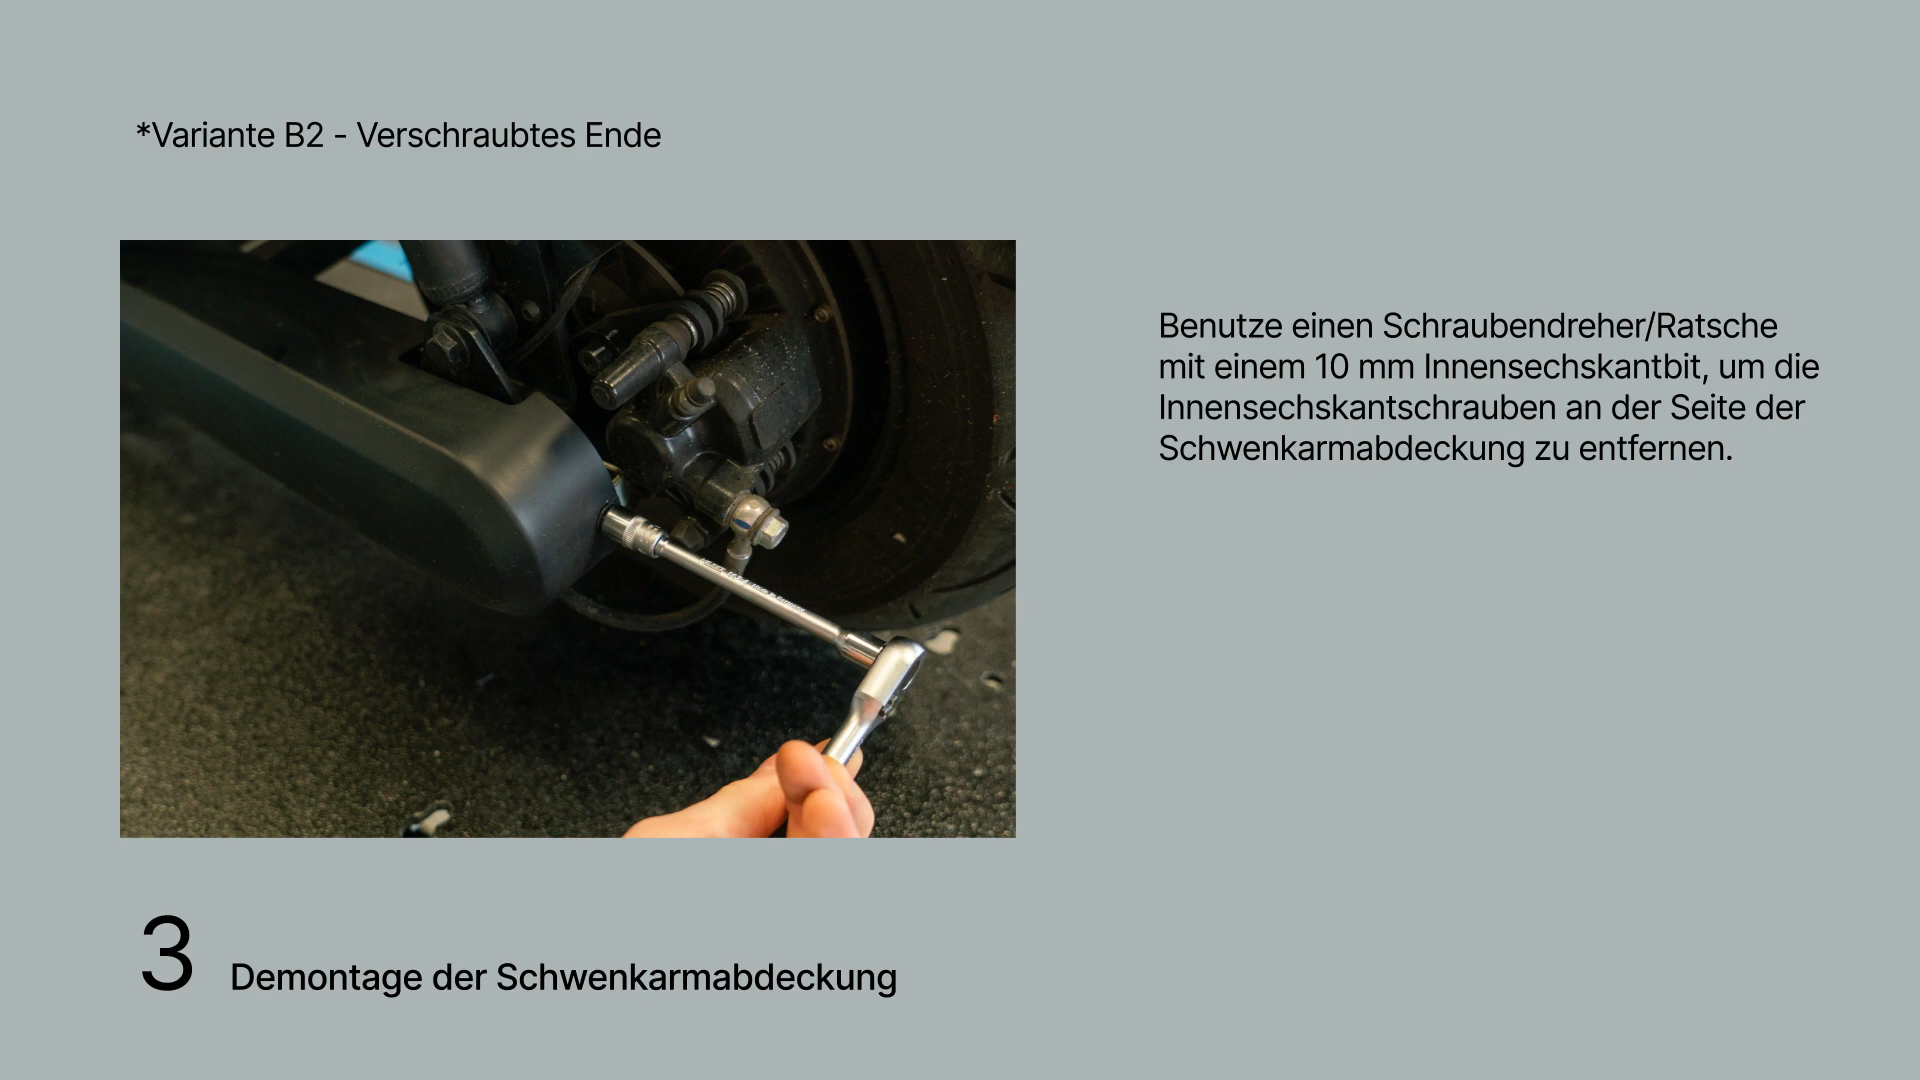 *Variante B2 - Verschraubtes Ende
Benutze einen Schraubendreher/Ratsche
mit einem 10 mm Innensechskantbit, um die
Innensechskantschrauben an der Seite der
Schwenkarmabdeckung zu entfernen.
3 Demontage der Schwenkarmabdeckung